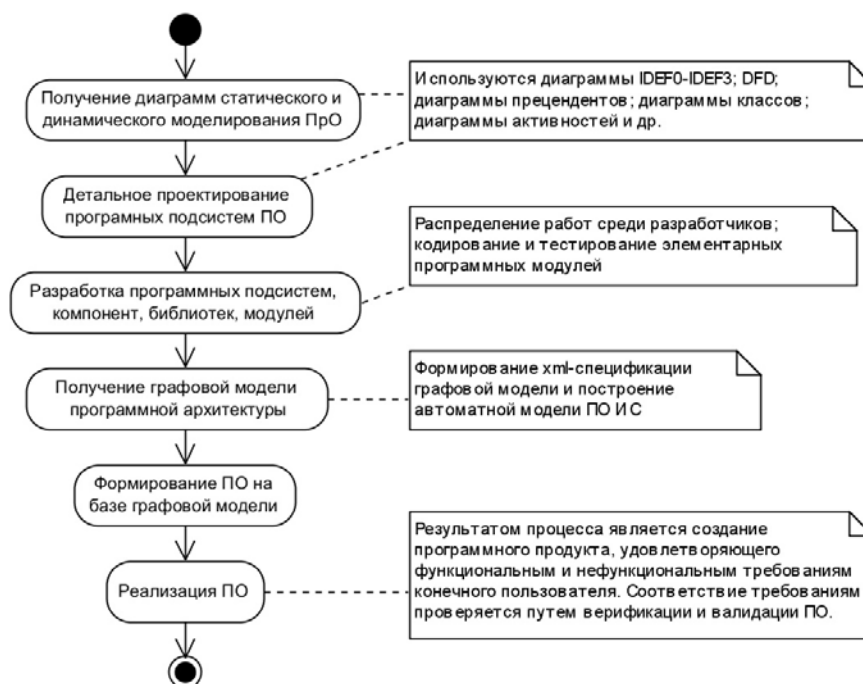 Получение диаграмм статического и
динамического моделирования ПрО
Используются диаграммы IDEF0-IDEF3; DFD;
диаграммы прецендентов; диаграммы классов;
диаграммы активностей и др.
Детальное проектирование
програмных подсистем ПО
Распределение работ среди разработчиков;
кодирование и тестирование элементарных
программных модулей
Разработка программных подсистем,
компонент, библиотек, модулей
Получение графовой модели
программной архитектуры
Формирование xml-спецификации
графовой модели и построение
автоматной модели ПО ИС
Формирование ПО на
базе графовой модели
Результатом процесса является создание
программного продукта, удовлетворяющего
функциональным и нефункциональным требованиям
конечного пользователя. Соответствие требованиям
проверяется путем верификации и валидации ПО.
Реализация ПО